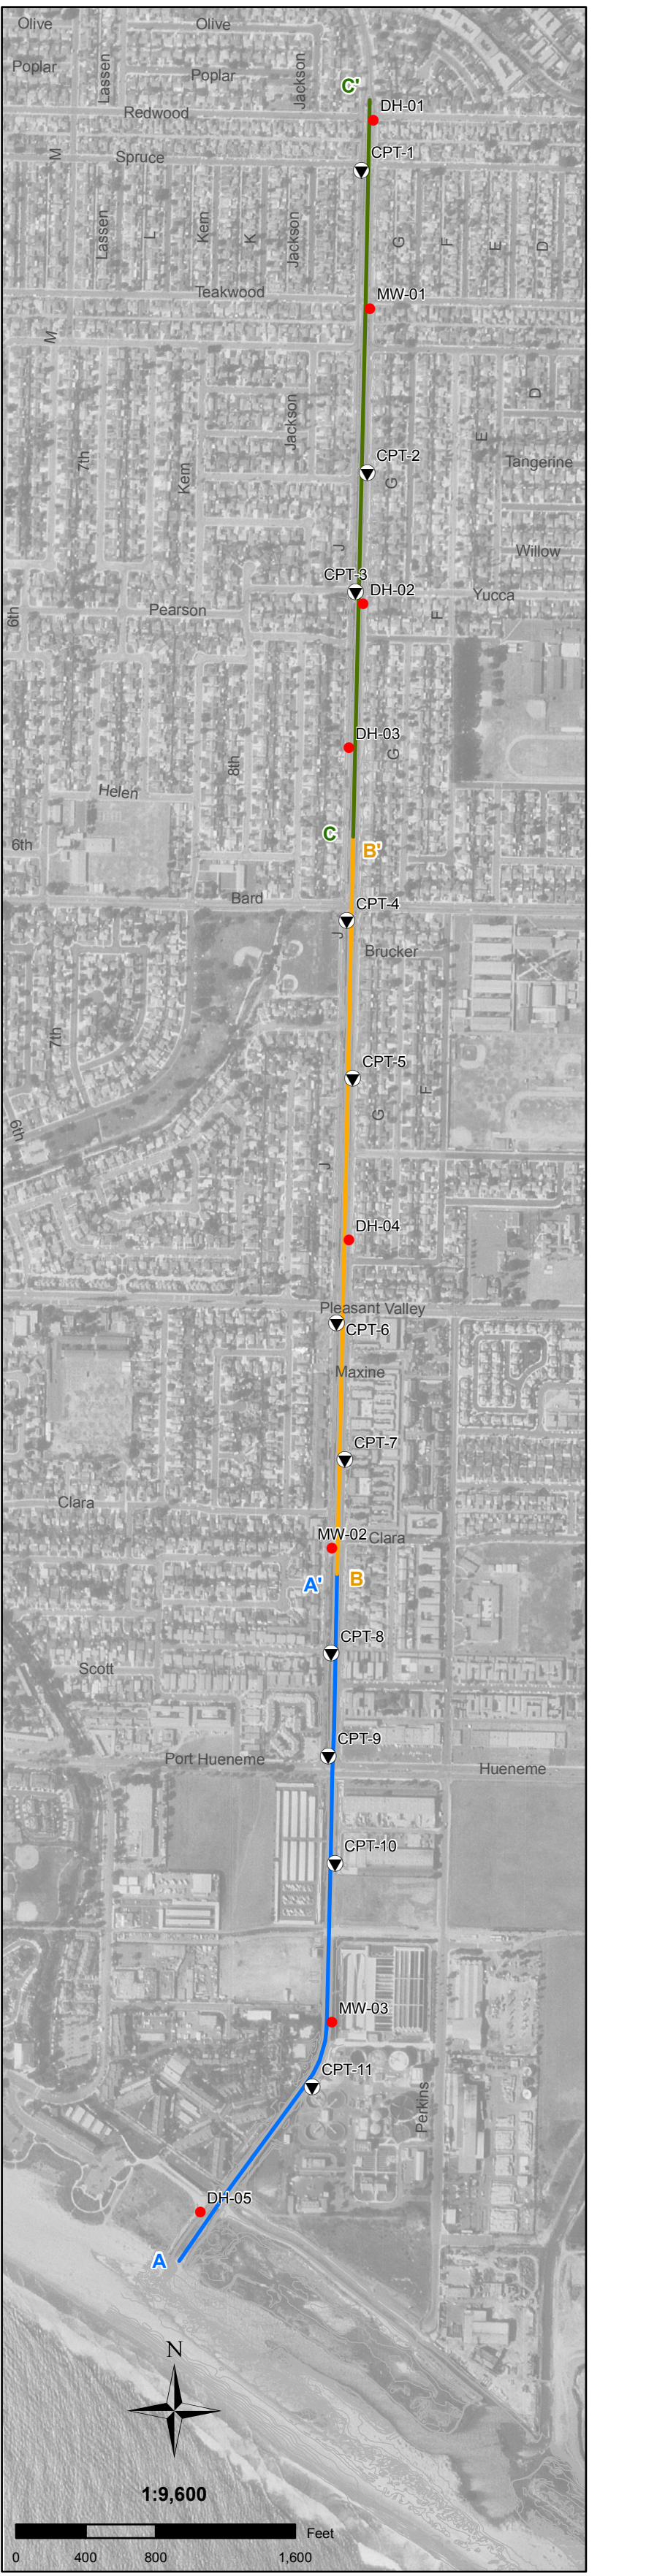 Olive Olive
Poplar Lassen Poplar Jackson
C'
DH-01
Redwood
CPT-1
M Spruce
Lassen L Kern K Jackson G F E D
Teakwood MW-01
M
Jackson D
E
CPT-2
7th Kern G Tangerine
J Willow
CPT-3
DH-02 Yucca
6th Pearson F
DH-03
8th G
Helen
C
6th B'
Bard CPT-4
J Brucker
7th CPT-5
F
6th G
J
DH-04
Pleasant Valley
CPT-6
Maxine
CPT-7
Clara
MW-02 Clara
A' B
CPT-8
Scott
CPT-9
Port Hueneme Hueneme
CPT-10
MW-03
CPT-11
Perkins
DH-05
A
N
1:9,600
Feet
0 400 800 1,600